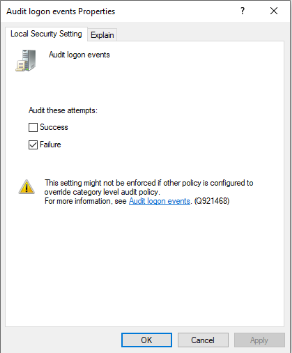 Audit logon events Properties
Local Security Setting
Explain
Audit logon events
Audit these attempts:
Success
Failure
This setting might not be enforced if other policy is configured to
override category level audit policy.
For more information, see Audit logon events. (Q921468)
OK
Cancel
Apply